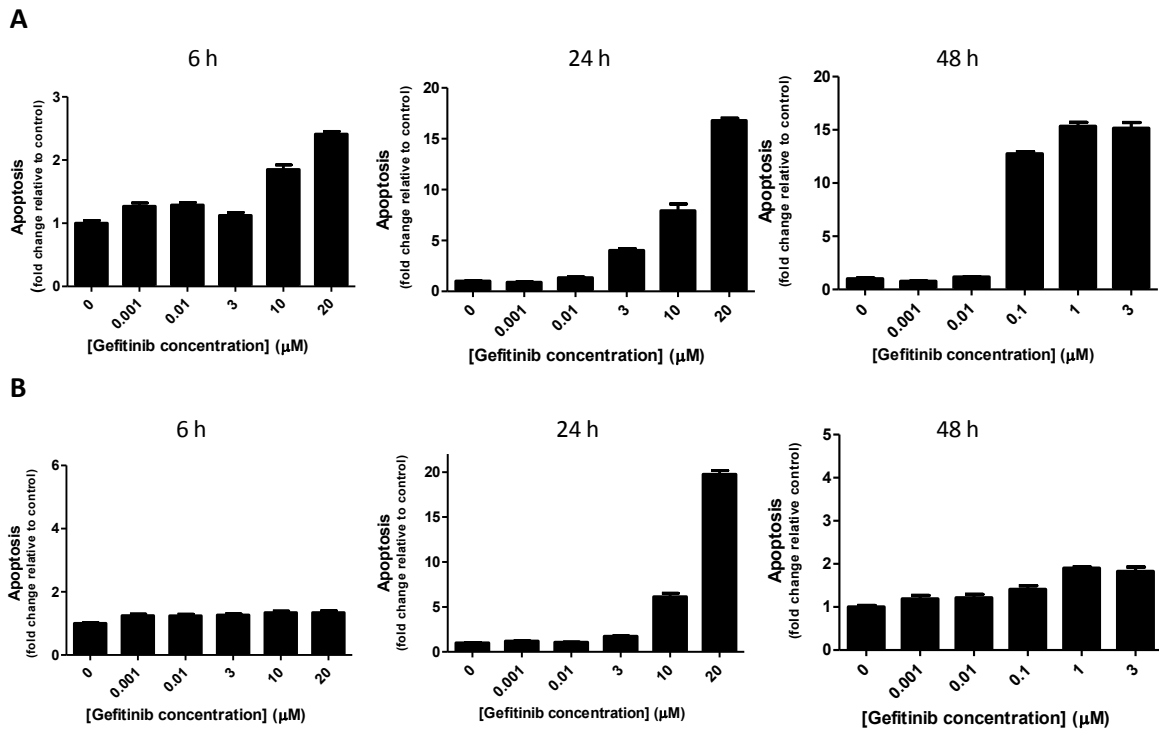 A
6 h
Apoptosis
(fold change relative to control)
3
2
1
0
0
0.001
0.01
3
10
20
[Gefitinib concentration] (μM)
24 h
Apoptosis
(fold change relative to control)
20
15
10
5
0
0
0.001
0.01
3
10
20
[Gefitinib concentration] (μM)
48 h
Apoptosis
(fold change relative to control)
20
15
10
5
0
0
0.001
0.01
0.1
1
3
[Gefitinib concentration] (μM)
B
6 h
Apoptosis
(fold change relative to control)
6
4
2
0
0
0.001
0.01
3
10
20
[Gefitinib concentration] (μM)
24 h
Apoptosis
(fold change relative to control)
20
15
10
5
0
0
0.001
0.01
3
10
20
[Gefitinib concentration] (μM)
48 h
Apoptosis
(fold change relative control)
5
4
3
2
1
0
0
0.001
0.01
0.1
1
3
[Gefitinib concentration] (μM)